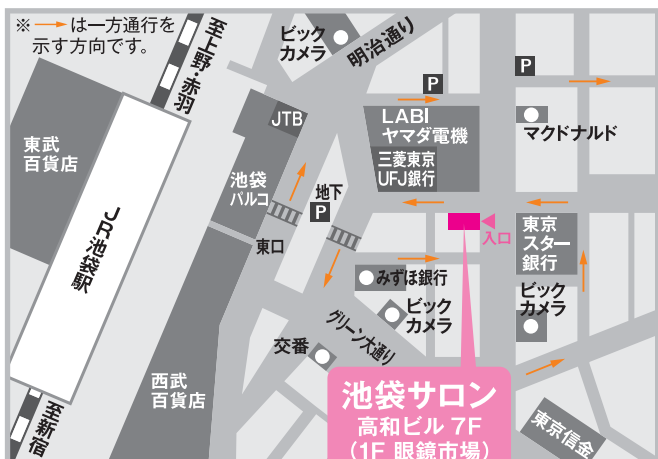 ※→は一方通行を
示す方向です。
至上野・赤羽
ビック
カメラ
明治通り
P
P
JTB
LABI
ヤマダ電機
マクドナルド
東武
百貨店
三菱東京
UFJ銀行
池袋
パルコ
地下
P
JR池袋駅
東口
入口
東京
スター
銀行
みずほ銀行
ビック
カメラ
ビック
カメラ
グリーン大通り
交番
西武
百貨店
池袋サロン
高和ビル 7F
(1F 眼鏡市場)
東京信金
至新宿